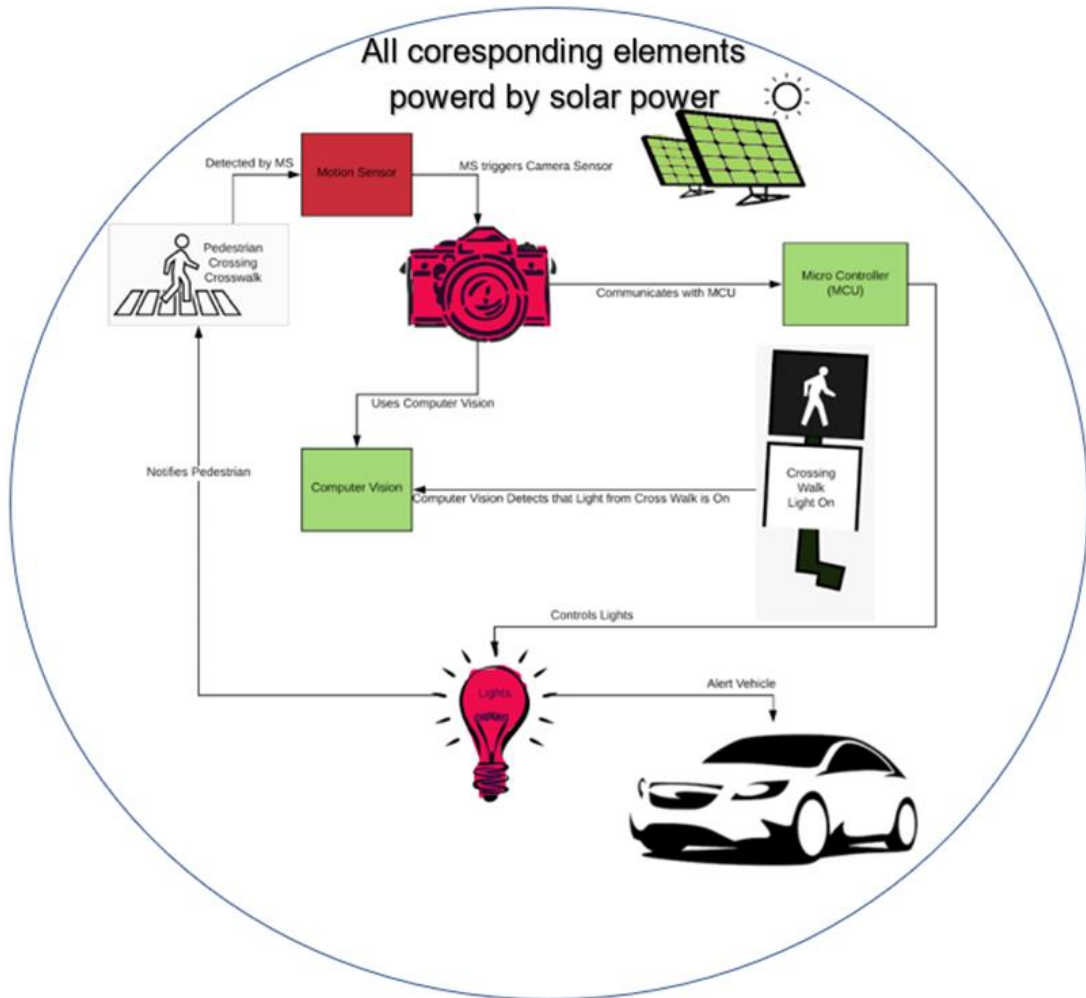 All coresponding elements
powerd by solar power
Detected by MS
Motion Sensor
MS triggers Camera Sensor
Pedestrian
Crossing
Crosswalk
Communicates with MCU
Micro Controller
(MCU)
Uses Computer Vision
Notifies Pedestrian
Computer Vision
Computer Vision Detects that Light from Cross Walk is On
Crossing
Walk
Light On
Controls Lights
Lights
Alert Vehicle